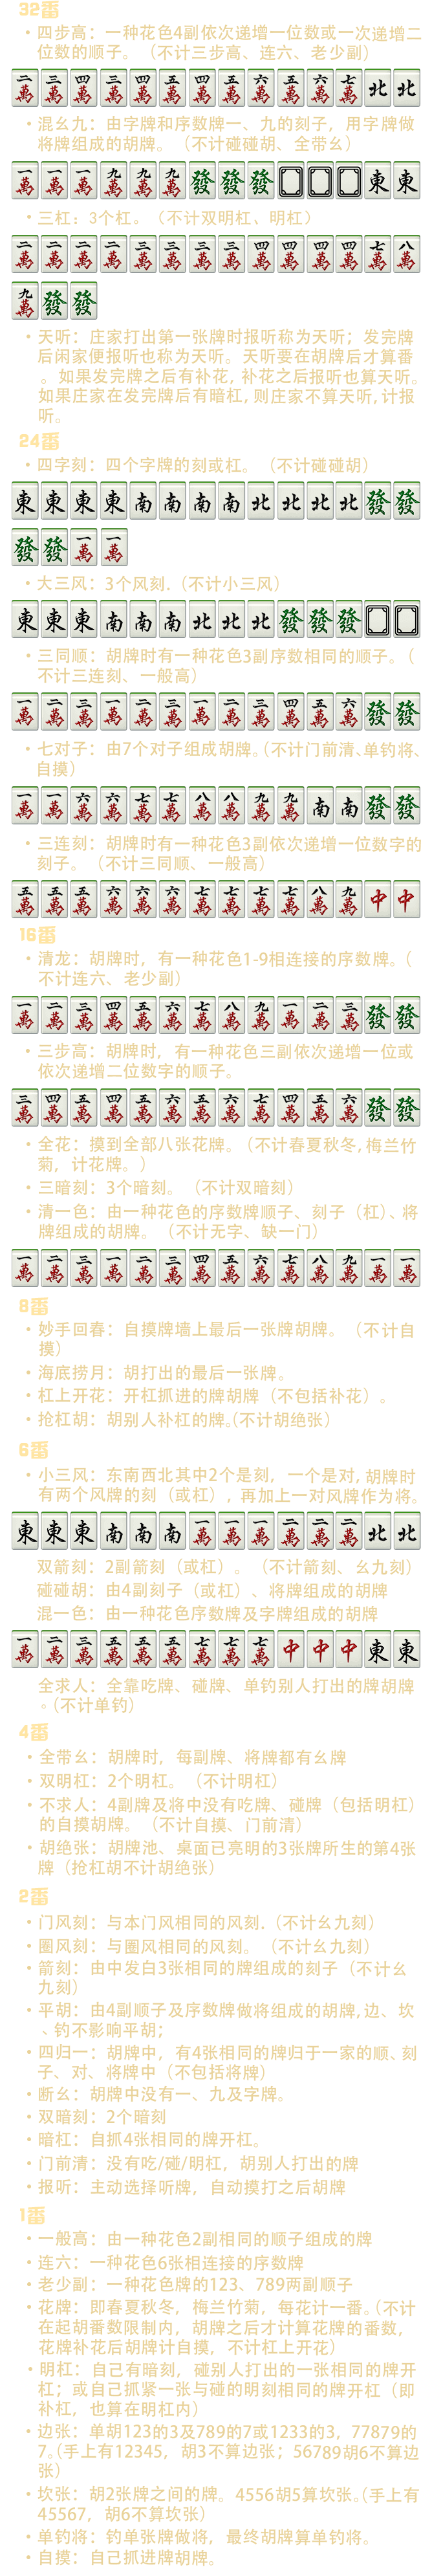 32番
·四步高：一种花色4副依次递增一位数或一次递增二
位数的顺子。（不计三步高、连六、老少副）
二萬 三萬 四萬 三萬 四萬 五萬 四萬 五萬 六萬 五萬 六萬 七萬 北 北
·混幺九：由字牌和序数牌一、九的刻子，用字牌做
将牌组成的胡牌。（不计碰碰胡、全带幺）
一萬 一萬 一萬 九萬 九萬 九萬 發 發 發 東 東
·三杠：3个杠。（不计双明杠、明杠）
二萬 二萬 二萬 二萬 三萬 三萬 三萬 三萬 四萬 四萬 四萬 四萬 七萬 八萬
九萬 發 發
·天听：庄家打出第一张牌时报听称为天听；发完牌
后闲家便报听也称为天听。天听要在胡牌后才算番
。如果发完牌之后有补花，补花之后报听也算天听。
如果庄家在发完牌后有暗杠，则庄家不算天听，计报
听。
24番
·四字刻：四个字牌的刻或杠。（不计碰碰胡）
東 東 東 東 南 南 南 南 北 北 北 北 發 發
發 發 一萬 一萬
·大三风：3个风刻.（不计小三风）
東 東 東 南 南 南 北 北 北 發 發 發
·三同顺：胡牌时有一种花色3副序数相同的顺子。（
不计三连刻、一般高）
一萬 二萬 三萬 一萬 二萬 三萬 一萬 二萬 三萬 四萬 五萬 六萬 發 發
·七对子：由7个对子组成胡牌。（不计门前清、单钓将、
自摸）
一萬 一萬 六萬 六萬 七萬 七萬 八萬 八萬 九萬 九萬 南 南 發 發
·三连刻：胡牌时有一种花色3副依次递增一位数字的
刻子。（不计三同顺、一般高）
五萬 五萬 五萬 六萬 六萬 六萬 七萬 七萬 七萬 七萬 八萬 九萬 中 中
16番
·清龙：胡牌时，有一种花色1-9相连接的序数牌。（
不计连六、老少副）
一萬 二萬 三萬 四萬 五萬 六萬 七萬 八萬 九萬 一萬 二萬 三萬 發 發
·三步高：胡牌时，有一种花色三副依次递增一位或
依次递增二位数字的顺子。
三萬 四萬 五萬 四萬 五萬 六萬 五萬 六萬 七萬 四萬 五萬 六萬 發 發
·全花：摸到全部八张花牌。（不计春夏秋冬，梅兰竹
菊，计花牌。）
·三暗刻：3个暗刻。（不计双暗刻）
·清一色：由一种花色的序数牌顺子、刻子（杠）、将
牌组成的胡牌。（不计无字、缺一门）
一萬 二萬 三萬 一萬 二萬 三萬 四萬 五萬 六萬 七萬 八萬 九萬 一萬 一萬
8番
·妙手回春：自摸牌墙上最后一张牌胡牌。（不计自
摸）
·海底捞月：胡打出的最后一张牌。
·杠上开花：开杠抓进的牌胡牌（不包括补花）。
·抢杠胡：胡别人补杠的牌。（不计胡绝张）
6番
·小三风：东南西北其中2个是刻，一个是对，胡牌时
有两个风牌的刻（或杠），再加上一对风牌作为将。
東 東 東 南 南 南 一萬 一萬 一萬 二萬 二萬 二萬 北 北
双箭刻：2副箭刻（或杠）。（不计箭刻、幺九刻）
碰碰胡：由4副刻子（或杠）、将牌组成的胡牌
混一色：由一种花色序数牌及字牌组成的胡牌
一萬 二萬 三萬 五萬 五萬 五萬 七萬 七萬 七萬 中 中 中 東 東
全求人：全靠吃牌、碰牌、单钓别人打出的牌胡牌
。（不计单钓）
4番
·全带幺：胡牌时，每副牌、将牌都有幺牌
·双明杠：2个明杠。（不计明杠）
·不求人：4副牌及将中没有吃牌、碰牌（包括明杠）
的自摸胡牌。（不计自摸、门前清）
·胡绝张：胡牌池、桌面已亮明的3张牌所生的第4张
牌（抢杠胡不计胡绝张）
2番
·门风刻：与本门风相同的风刻.（不计幺九刻）
·圈风刻：与圈风相同的风刻。（不计幺九刻）
·箭刻：由中发白3张相同的牌组成的刻子（不计幺
九刻）
·平胡：由4副顺子及序数牌做将组成的胡牌，边、坎
、钓不影响平胡；
·四归一：胡牌中，有4张相同的牌归于一家的顺、刻
子、对、将牌中（不包括将牌）
·断幺：胡牌中没有一、九及字牌。
·双暗刻：2个暗刻
·暗杠：自抓4张相同的牌开杠。
·门前清：没有吃/碰/明杠，胡别人打出的牌
·报听：主动选择听牌，自动摸打之后胡牌
1番
·一般高：由一种花色2副相同的顺子组成的牌
·连六：一种花色6张相连接的序数牌
·老少副：一种花色牌的123、789两副顺子
·花牌：即春夏秋冬，梅兰竹菊，每花计一番。（不计
在起胡番数限制内，胡牌之后才计算花牌的番数，
花牌补花后胡牌计自摸，不计杠上开花）
·明杠：自己有暗刻，碰别人打出的一张相同的牌开
杠；或自己抓紧一张与碰的明刻相同的牌开杠（即
补杠，也算在明杠内）
·边张：单胡123的3及789的7或1233的3，77879的
7。（手上有12345，胡3不算边张；56789胡6不算边
张）
·坎张：胡2张牌之间的牌。4556胡5算坎张。（手上有
45567，胡6不算坎张）
·单钓将：钓单张牌做将，最终胡牌算单钓将。
·自摸：自己抓进牌胡牌。